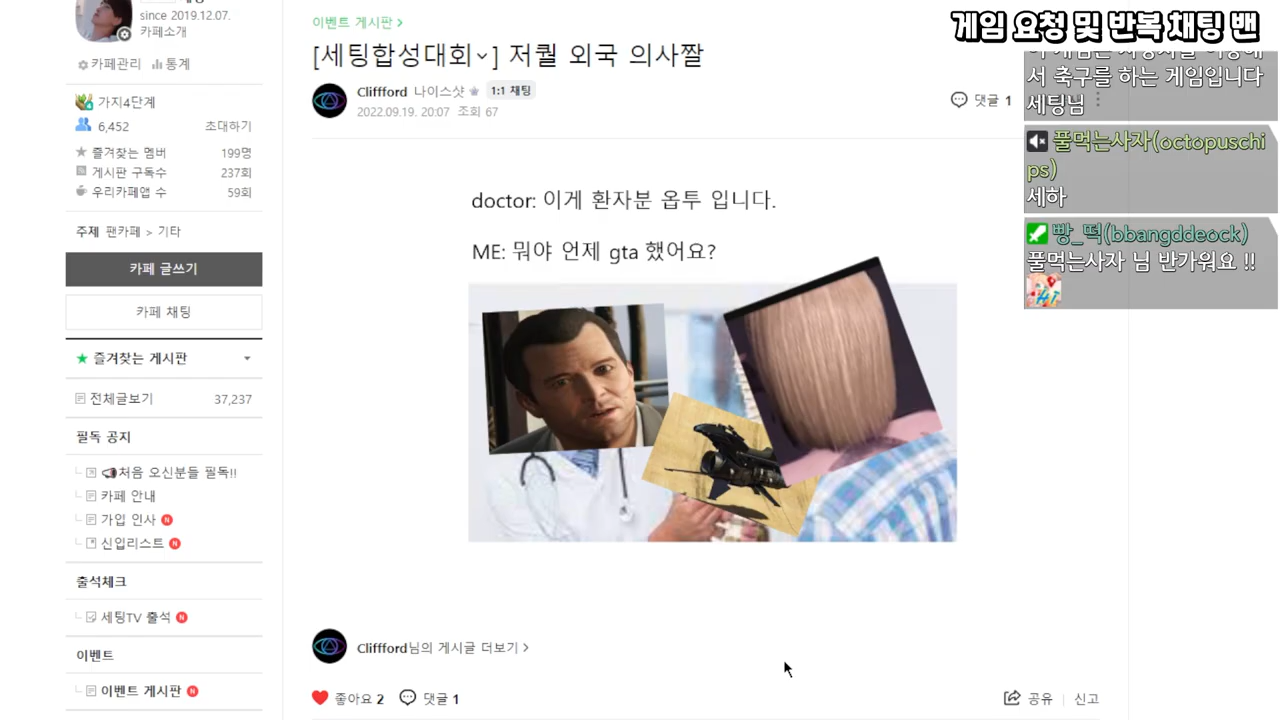 since 2019.12.07.
카페소개
카페관리 통계
가지4단계
6,452 초대하기
즐겨찾는 멤버 199명
게시판 구독수 237회
우리카페앱 수 59회
주제 팬카페 > 기타
카페 글쓰기
카페 채팅
즐겨찾는 게시판
전체글보기 37,237
필독 공지
처음 오신분들 필독!!
카페 안내
가입 인사 N
신입리스트 N
출석체크
세팅TV 출석 N
이벤트
이벤트 게시판 N
이벤트 게시판 >
[세팅합성대회~] 저퀄 외국 의사짤
Cliffford 나이스샷 1:1 채팅
2022.09.19. 20:07 조회 67
댓글 1
doctor: 이게 환자분 옵투 입니다.
ME: 뭐야 언제 gta 했어요?
Cliffford님의 게시글 더보기 >
좋아요 2 댓글 1
공유 신고
게임 요청 및 반복 채팅 밴
서 축구를 하는 게임입니다
세팅님
풀먹는사자(octopuschi
ps)
세하
빵_떡(bbangddeock)
풀먹는사자 님 반가워요 !!
HI